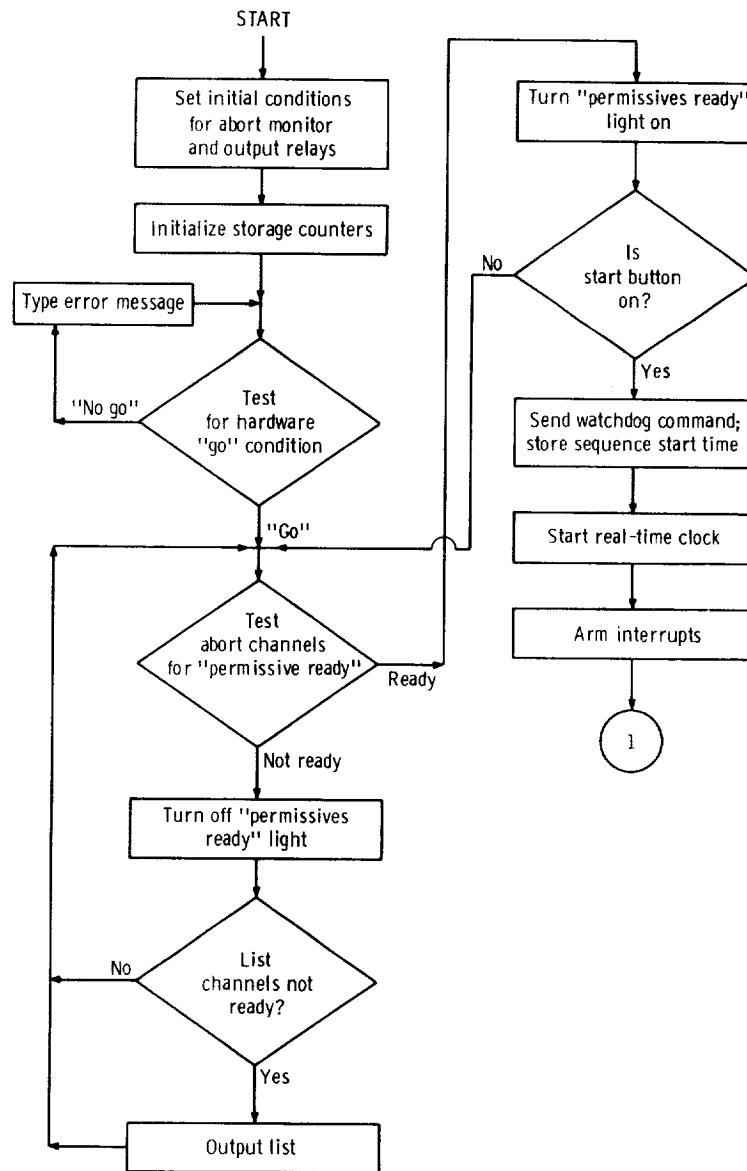 START
Set initial conditions
for abort monitor
and output relays
Initialize storage counters
Type error message
"No go"
Test
for hardware
"go" condition
"Go"
Test
abort channels
for "permissive ready"
Ready
Not ready
Turn off "permissives
ready" light
List
channels not
ready?
No
Yes
Output list
Turn "permissives ready"
light on
Is
start button
on?
No
Yes
Send watchdog command;
store sequence start time
Start real-time clock
Arm interrupts
1